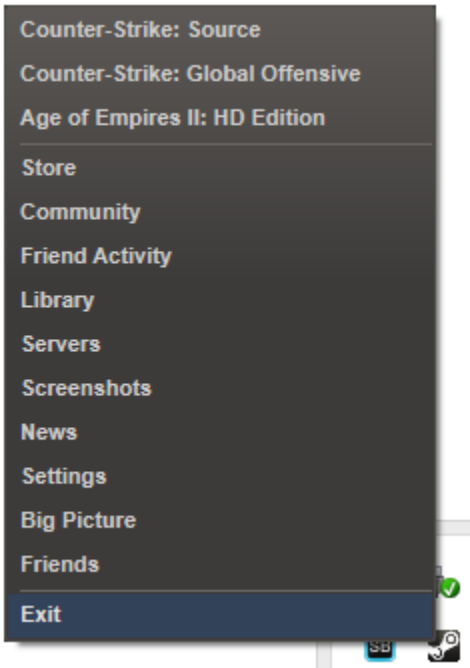 Counter-Strike: Source
Counter-Strike: Global Offensive
Age of Empires II: HD Edition
Store
Community
Friend Activity
Library
Servers
Screenshots
News
Settings
Big Picture
Friends
Exit
SB